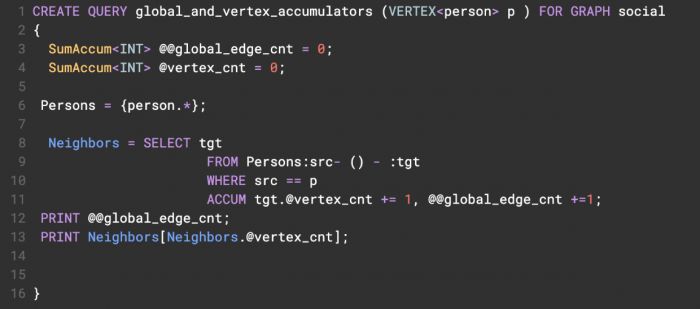 1 CREATE QUERY global_and_vertex_accumulators (VERTEX<person> p ) FOR GRAPH social
2 {
3 SumAccum<INT> @@global_edge_cnt = 0;
4 SumAccum<INT> @vertex_cnt = 0;
5
6 Persons = {person.*};
7
8 Neighbors = SELECT tgt
9 FROM Persons:src- () - :tgt
10 WHERE src == p
11 ACCUM tgt.@vertex_cnt += 1, @@global_edge_cnt +=1;
12 PRINT @@global_edge_cnt;
13 PRINT Neighbors[Neighbors.@vertex_cnt];
14
15
16 }